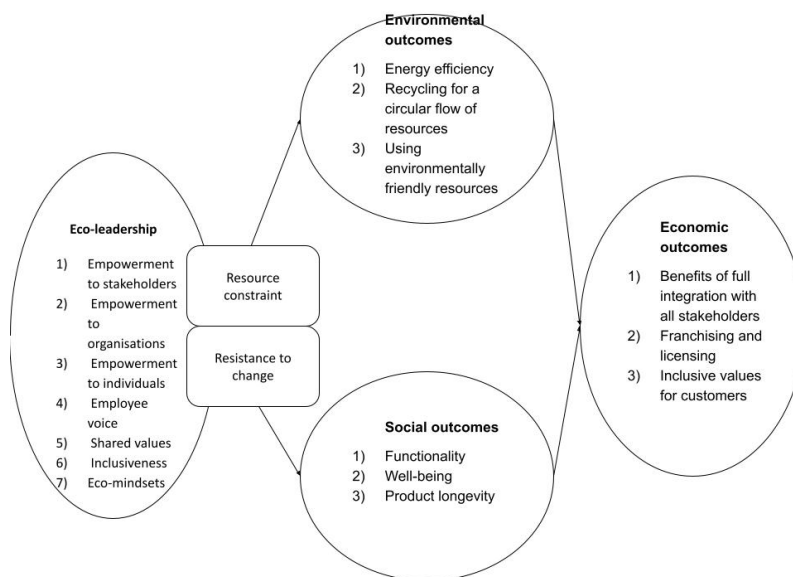 Eco-leadership
1) Empowerment
to stakeholders
2) Empowerment
to
organisations
3) Empowerment
to individuals
4) Employee
voice
5) Shared values
6) Inclusiveness
7) Eco-mindsets
Resource
constraint
Resistance to
change
Environmental
outcomes
1) Energy efficiency
2) Recycling for a
circular flow of
resources
3) Using
environmentally
friendly resources
Social outcomes
1) Functionality
2) Well-being
3) Product longevity
Economic
outcomes
1) Benefits of full
integration with
all stakeholders
2) Franchising and
licensing
3) Inclusive values
for customers